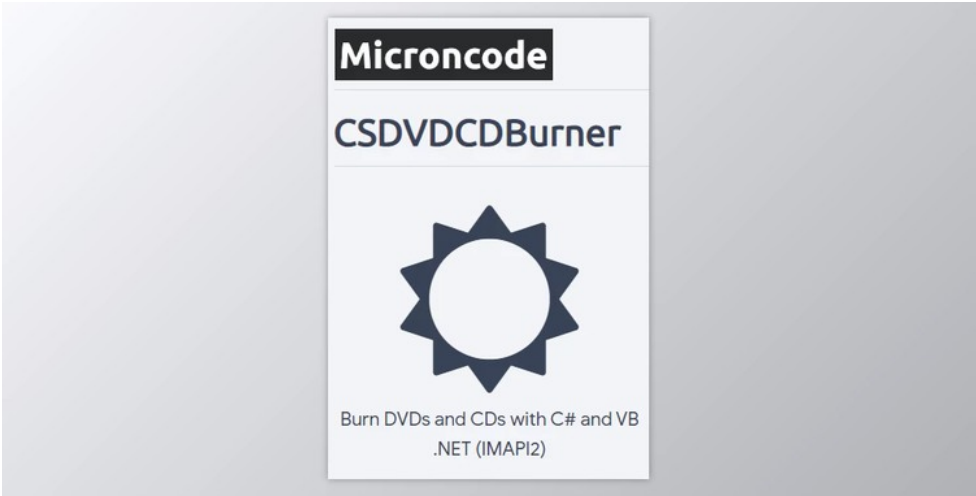 Microncode
CSDVDCDBurner
Burn DVDs and CDs with C# and VB
.NET (IMAPI2)